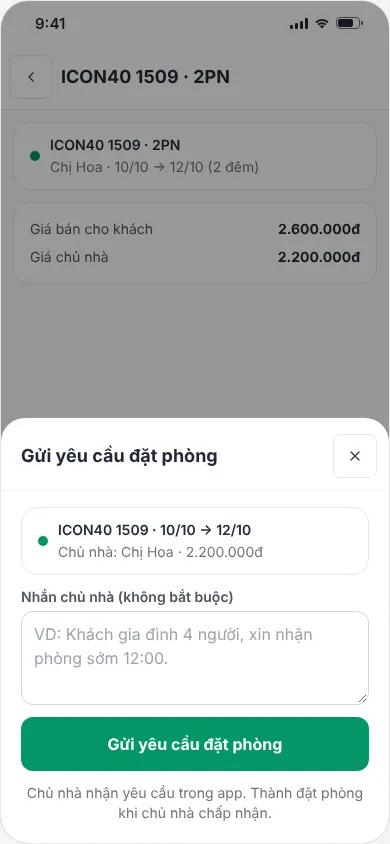 9:41
ICON40 1509 · 2PN
ICON40 1509 · 2PN
Chị Hoa · 10/10 → 12/10 (2 đêm)
Giá bán cho khách 2.600.000đ
Giá chủ nhà 2.200.000đ
Gửi yêu cầu đặt phòng
ICON40 1509 · 10/10 → 12/10
Chủ nhà: Chị Hoa · 2.200.000đ
Nhắn chủ nhà (không bắt buộc)
VD: Khách gia đình 4 người, xin nhận
phòng sớm 12:00.
Gửi yêu cầu đặt phòng
Chủ nhà nhận yêu cầu trong app. Thành đặt phòng
khi chủ nhà chấp nhận.